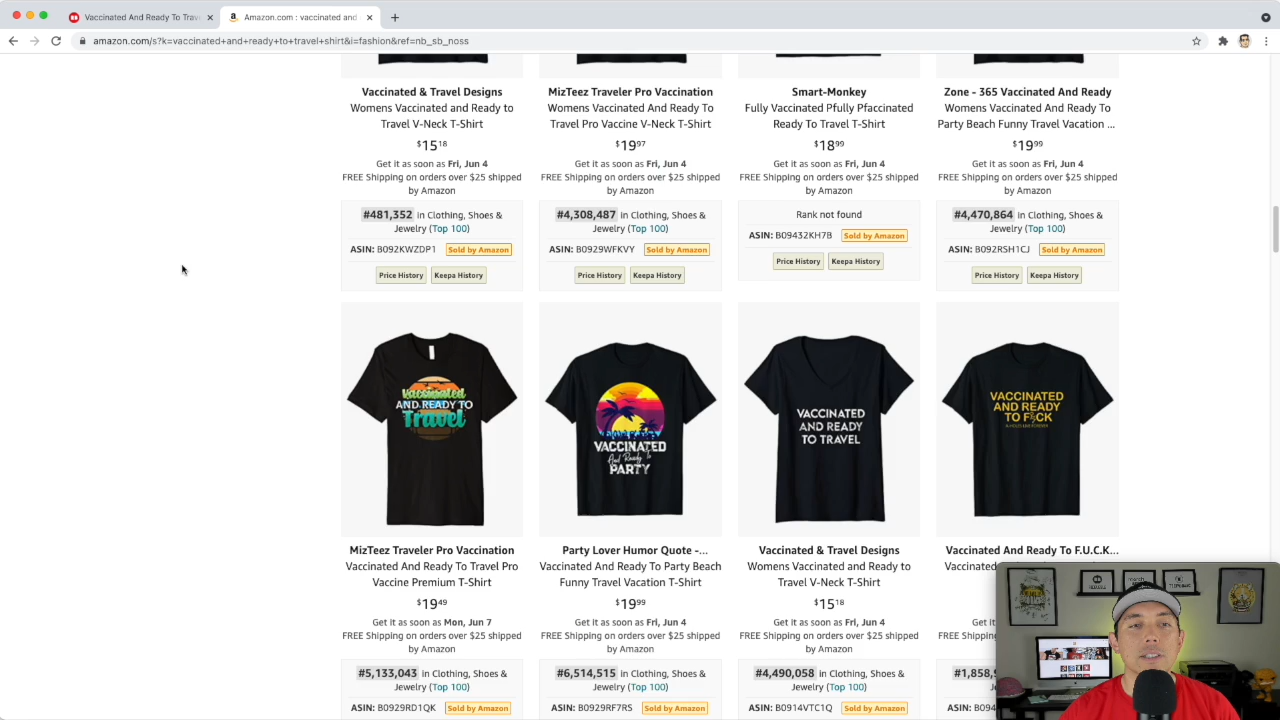 Vaccinated And Ready To Trave
Amazon.com : vaccinated and
amazon.com/s?k=vaccinated+and+ready+to+travel+shirt&i=fashion&ref=nb_sb_noss
Vaccinated & Travel Designs
Womens Vaccinated and Ready to
Travel V-Neck T-Shirt
$15 18
Get it as soon as Fri, Jun 4
FREE Shipping on orders over $25 shipped
by Amazon
#481,352 in Clothing, Shoes &
Jewelry (Top 100)
ASIN: B092KWZDP1 Sold by Amazon
Price History Keepa History
MizTeez Traveler Pro Vaccination
Womens Vaccinated And Ready To
Travel Pro Vaccine V-Neck T-Shirt
$19 97
Get it as soon as Fri, Jun 4
FREE Shipping on orders over $25 shipped
by Amazon
#4,308,487 in Clothing, Shoes &
Jewelry (Top 100)
ASIN: B0929WFKVY Sold by Amazon
Price History Keepa History
Smart-Monkey
Fully Vaccinated Pfully Pfaccinated
Ready To Travel T-Shirt
$18 99
Get it as soon as Fri, Jun 4
FREE Shipping on orders over $25 shipped
by Amazon
Rank not found
ASIN: B09432KH7B Sold by Amazon
Price History Keepa History
Zone - 365 Vaccinated And Ready
Womens Vaccinated And Ready To
Party Beach Funny Travel Vacation ...
$19 99
Get it as soon as Fri, Jun 4
FREE Shipping on orders over $25 shipped
by Amazon
#4,470,864 in Clothing, Shoes &
Jewelry (Top 100)
ASIN: B092RSH1CJ Sold by Amazon
Price History Keepa History
Vaccinated
AND READY TO
Travel
MizTeez Traveler Pro Vaccination
Vaccinated And Ready To Travel Pro
Vaccine Premium T-Shirt
$19 49
Get it as soon as Mon, Jun 7
FREE Shipping on orders over $25 shipped
by Amazon
#5,133,043 in Clothing, Shoes &
Jewelry (Top 100)
ASIN: B0929RD1QK Sold by Amazon
VACCINATED
And Ready To
PARTY
Party Lover Humor Quote -...
Vaccinated And Ready To Party Beach
Funny Travel Vacation T-Shirt
$19 99
Get it as soon as Fri, Jun 4
FREE Shipping on orders over $25 shipped
by Amazon
#6,514,515 in Clothing, Shoes &
Jewelry (Top 100)
ASIN: B0929RF7RS Sold by Amazon
VACCINATED
AND READY
TO TRAVEL
Vaccinated & Travel Designs
Womens Vaccinated and Ready to
Travel V-Neck T-Shirt
$15 18
Get it as soon as Fri, Jun 4
FREE Shipping on orders over $25 shipped
by Amazon
#4,490,058 in Clothing, Shoes &
Jewelry (Top 100)
ASIN: B0914VTC1Q Sold by Amazon
VACCINATED
AND READY
TO F CK
Vaccinated And Ready To F.U.C.K...
Vaccinated
Get
FREE
#1,858,
Jew
ASIN: B094